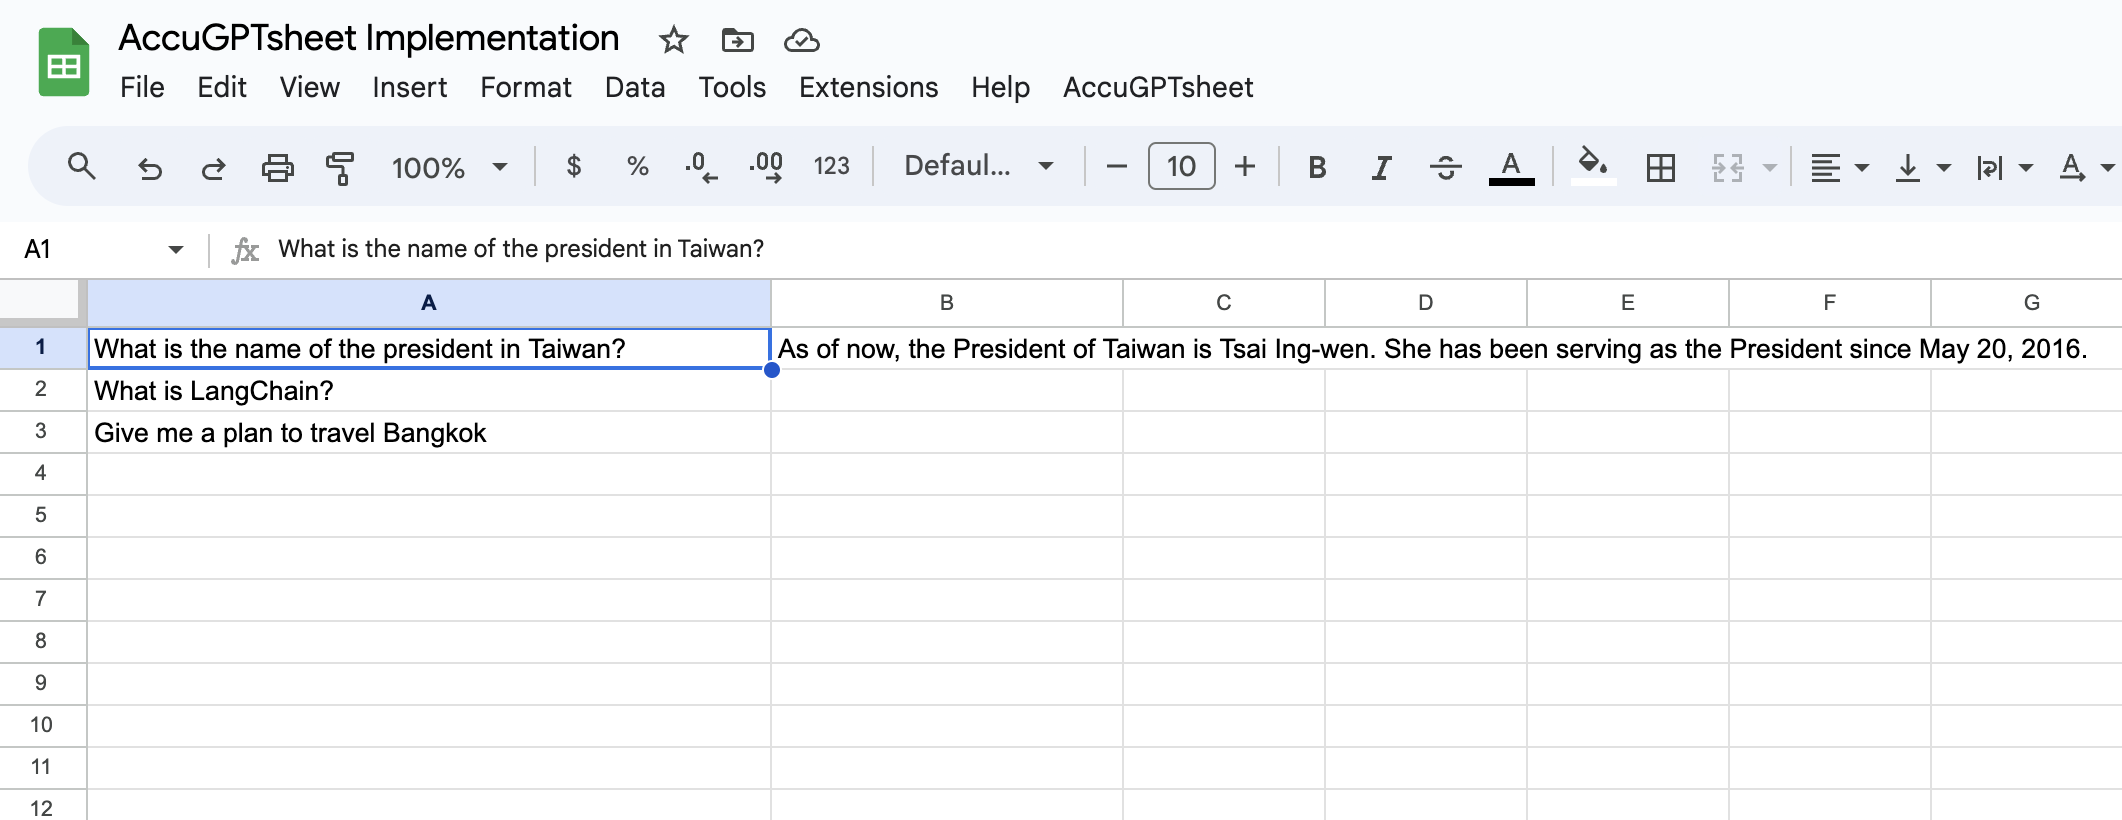 AccuGPTsheet Implementation
File Edit View Insert Format Data Tools Extensions Help AccuGPTsheet
100% $ % .0 .00 123 Defaul... 10 B I S A A
A1 fx What is the name of the president in Taiwan?
A B C D E F G
1 What is the name of the president in Taiwan? As of now, the President of Taiwan is Tsai Ing-wen. She has been serving as the President since May 20, 2016.
2 What is LangChain?
3 Give me a plan to travel Bangkok
4
5
6
7
8
9
10
11
12